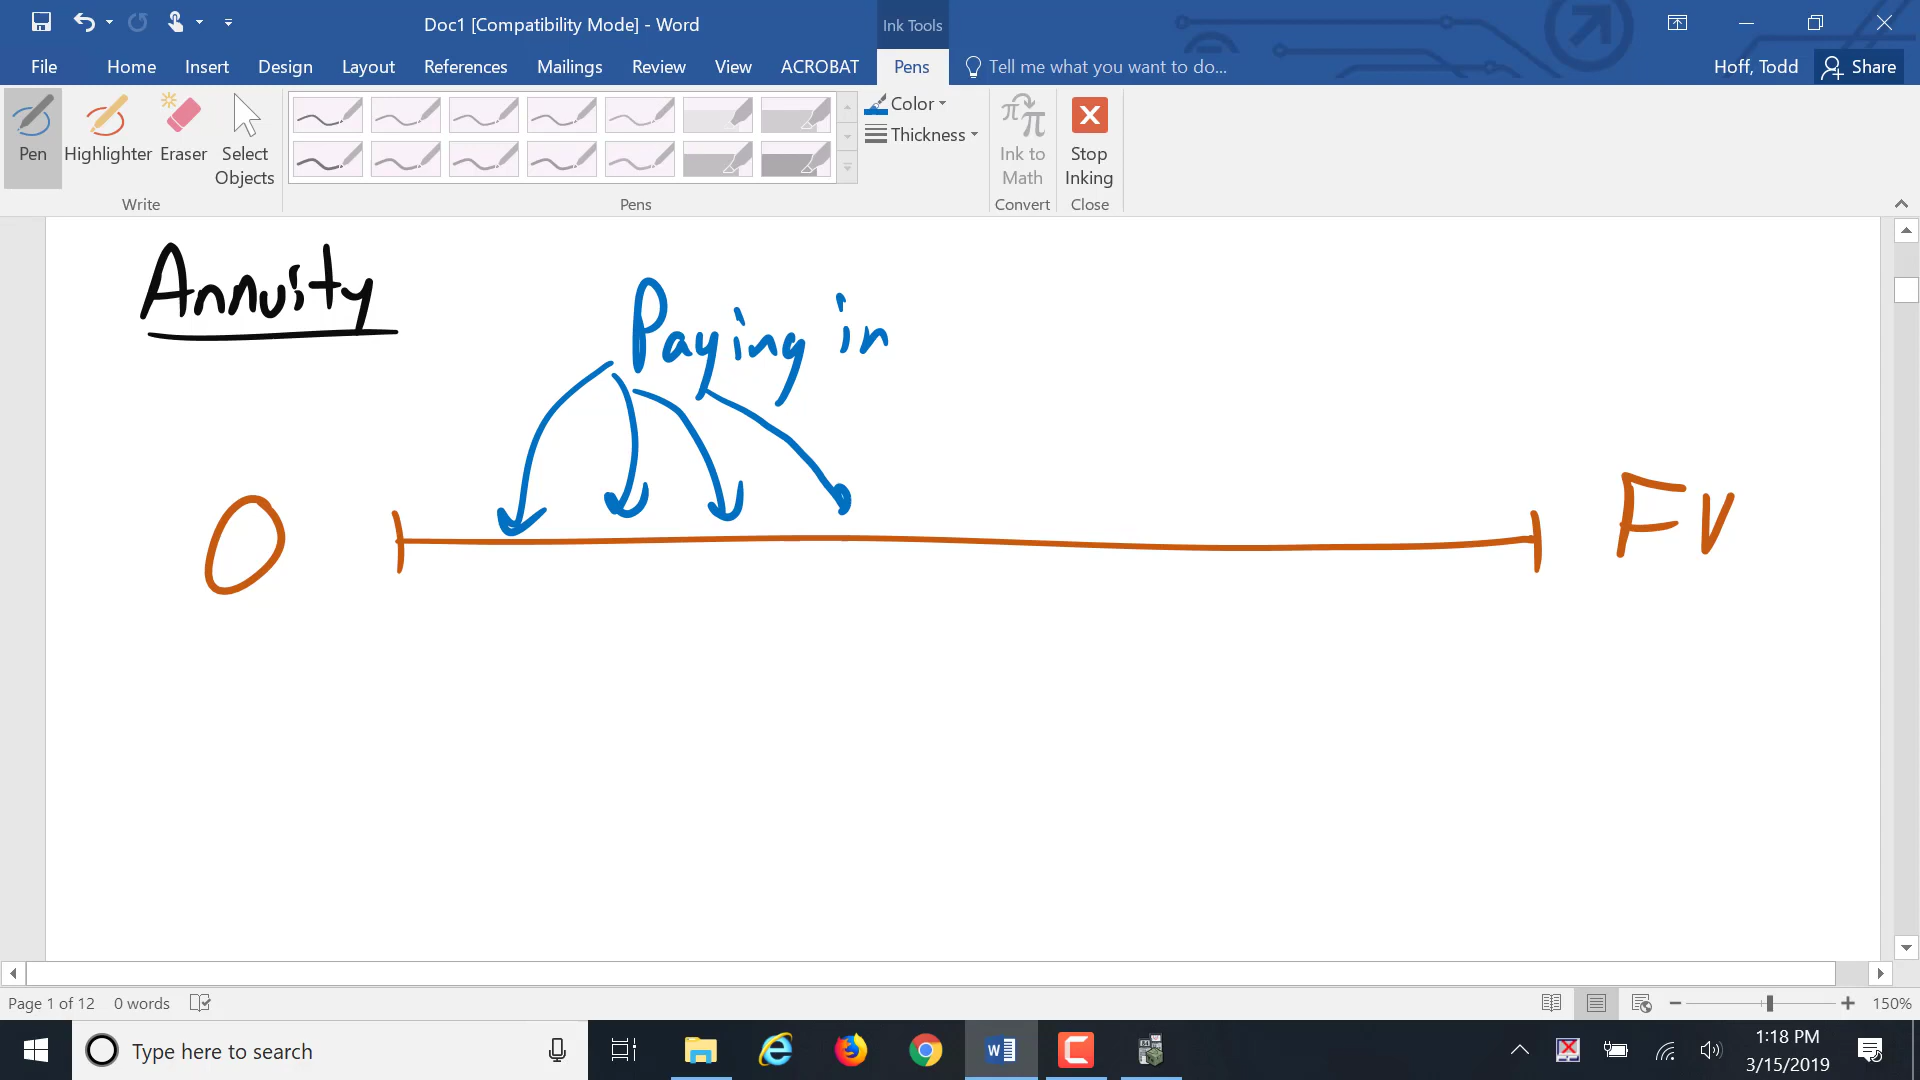 Doc1 [Compatibility Mode] - Word
Ink Tools
File Home Insert Design Layout References Mailings Review View ACROBAT Pens Tell me what you want to do... Hoff, Todd Share
Pen Highlighter Eraser Select Objects
Color
Thickness
Ink to Math
Stop Inking
Write Pens Convert Close
Annuity
Paying in
0 FV
Page 1 of 12 0 words 150%
Type here to search
1:18 PM
3/15/2019